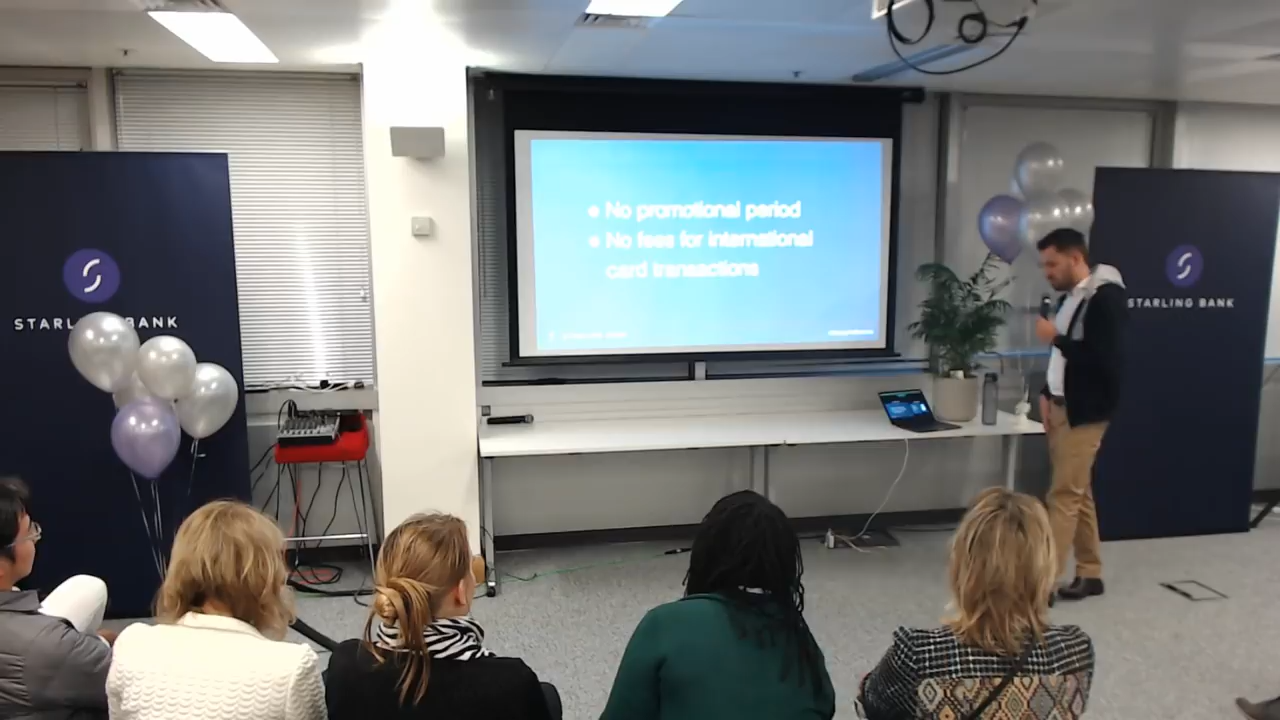 • No promotional period
• No fees for international
card transactions
STARLING BANK
STARLING BANK